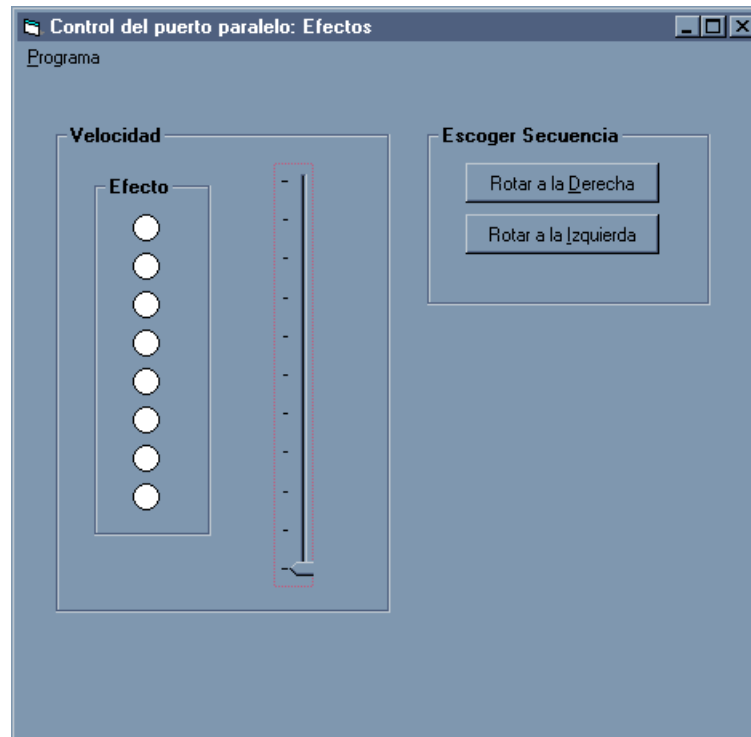 Control del puerto paralelo: Efectos
Programa
Velocidad
Efecto
Escoger Secuencia
Rotar a la Derecha
Rotar a la Izquierda